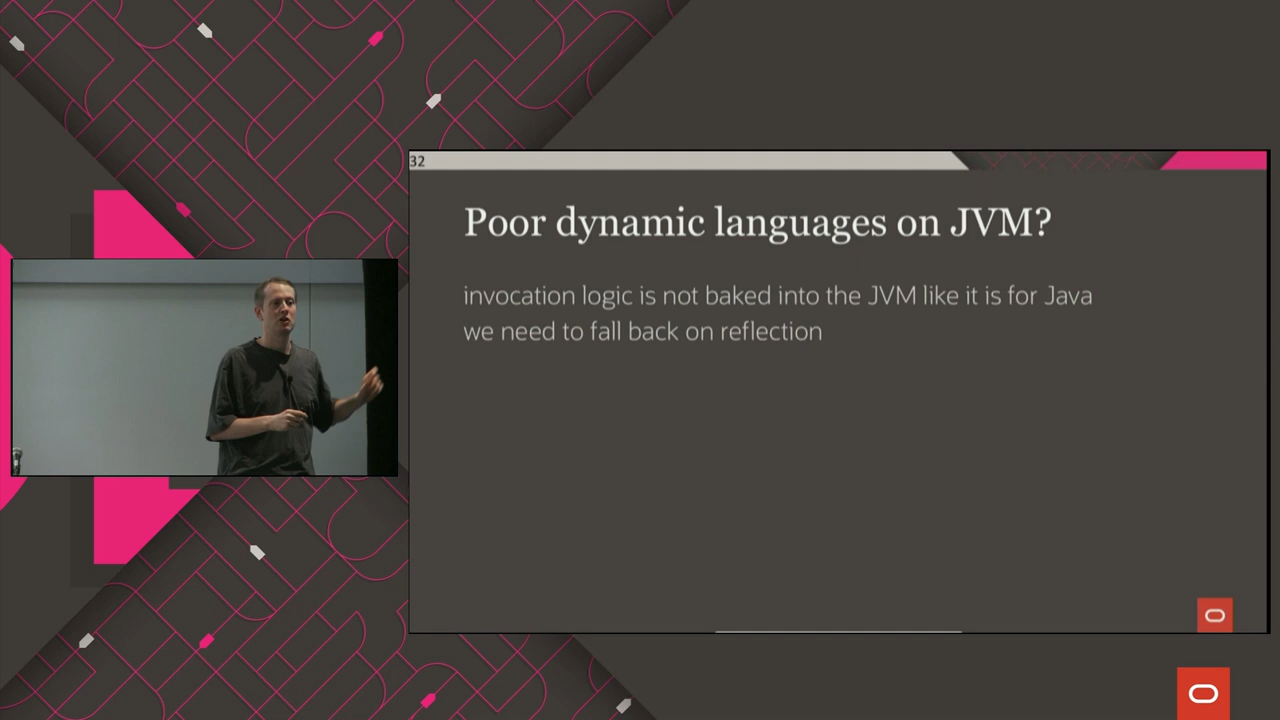 32
Poor dynamic languages on JVM?
invocation logic is not baked into the JVM like it is for Java
we need to fall back on reflection